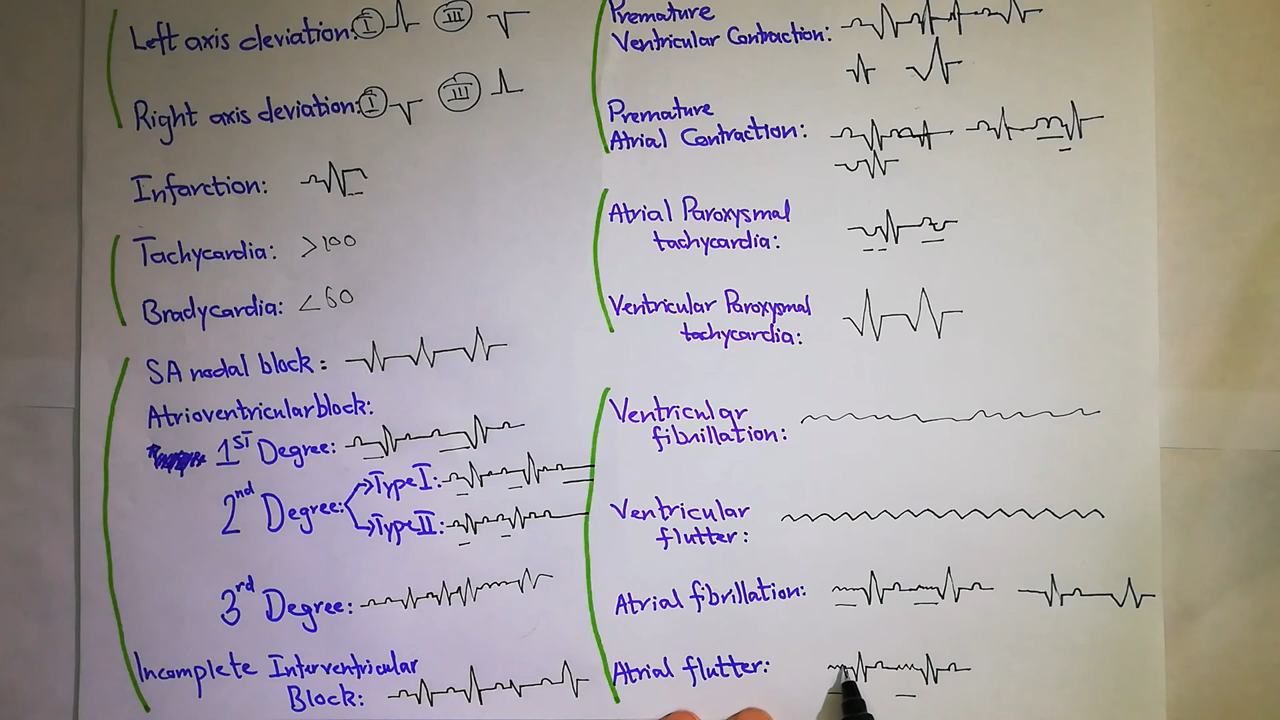 Left axis deviation: I III
Right axis deviation: I III
Infarction:
Tachycardia: >100
Bradycardia: <60
SA nodal block:
Atrioventricular block:
1ST Degree:
2nd Degree:
Type I:
Type II:
3rd Degree:
Incomplete Interventricular
Block:
Premature
Ventricular Contraction:
Premature
Atrial Contraction:
Atrial Paroxysmal
tachycardia:
Ventricular Paroxysmal
tachycardia:
Ventricular
fibrillation:
Ventricular
flutter:
Atrial fibrillation:
Atrial flutter: